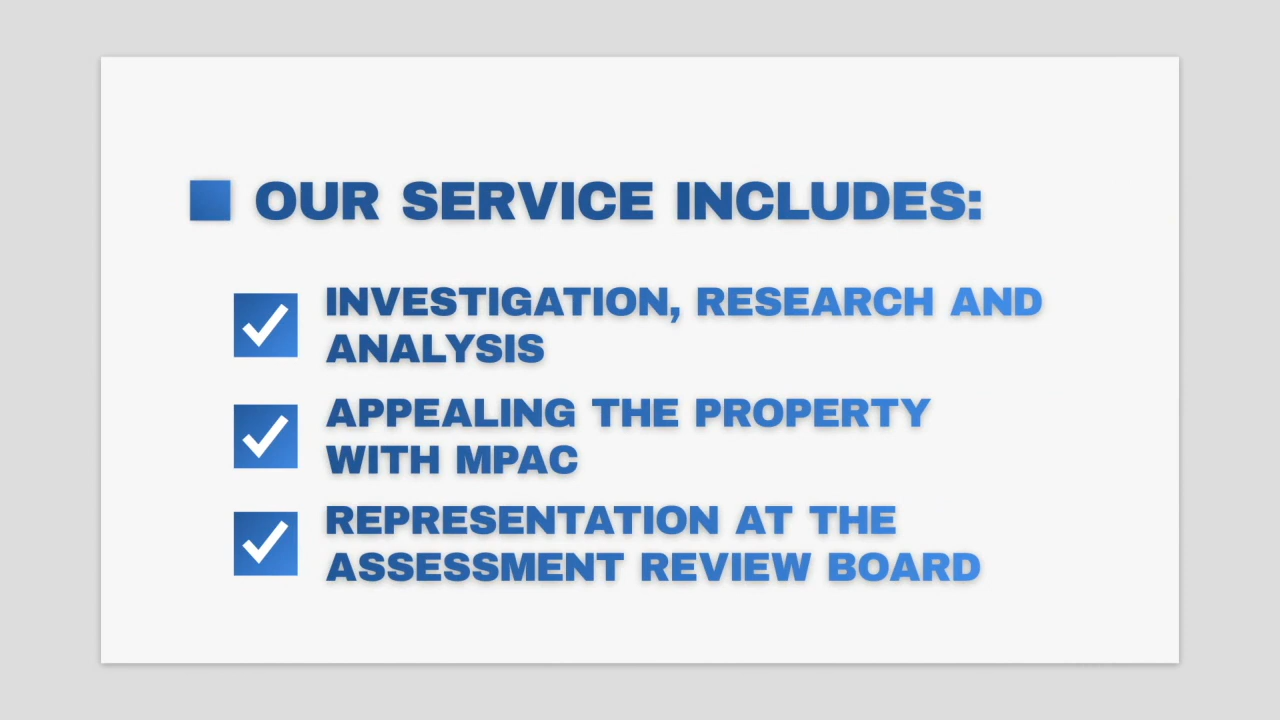 OUR SERVICE INCLUDES:
INVESTIGATION, RESEARCH AND
ANALYSIS
APPEALING THE PROPERTY
WITH MPAC
REPRESENTATION AT THE
ASSESSMENT REVIEW BOARD